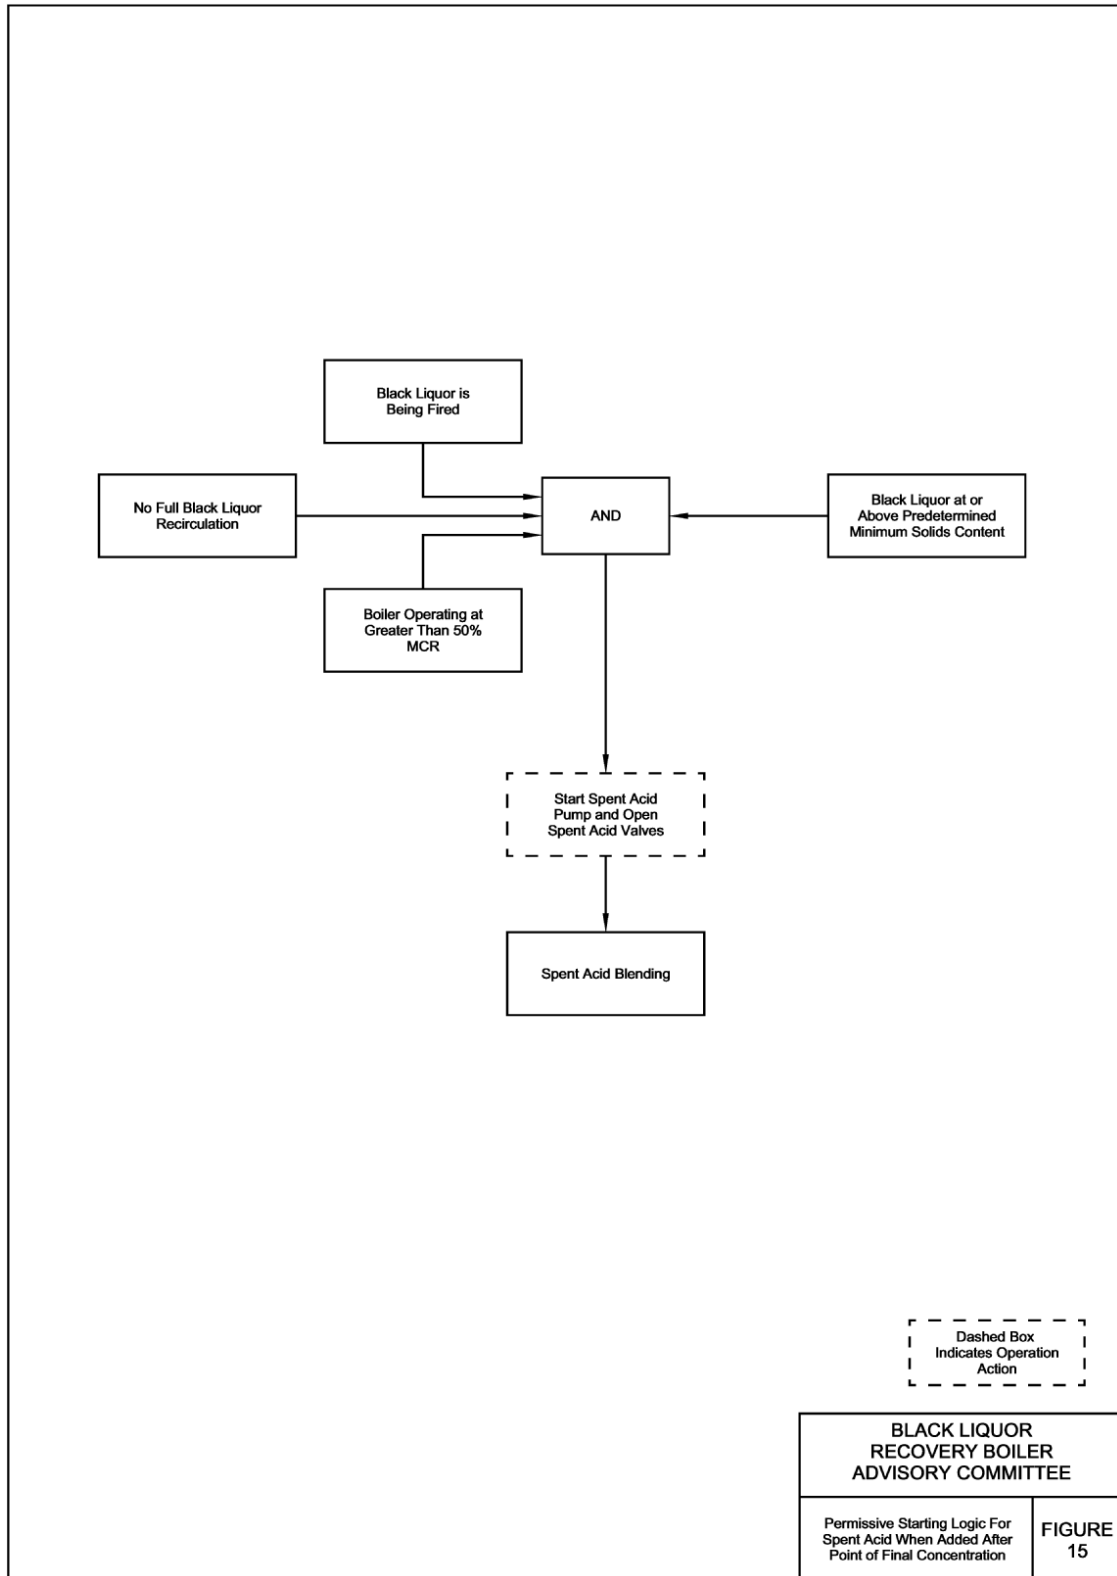 Black Liquor is
Being Fired
No Full Black Liquor
Recirculation
AND
Black Liquor at or
Above Predetermined
Minimum Solids Content
Boiler Operating at
Greater Than 50%
MCR
Start Spent Acid
Pump and Open
Spent Acid Valves
Spent Acid Blending
Dashed Box
Indicates Operation
Action
BLACK LIQUOR
RECOVERY BOILER
ADVISORY COMMITTEE
Permissive Starting Logic For
Spent Acid When Added After
Point of Final Concentration
FIGURE
15